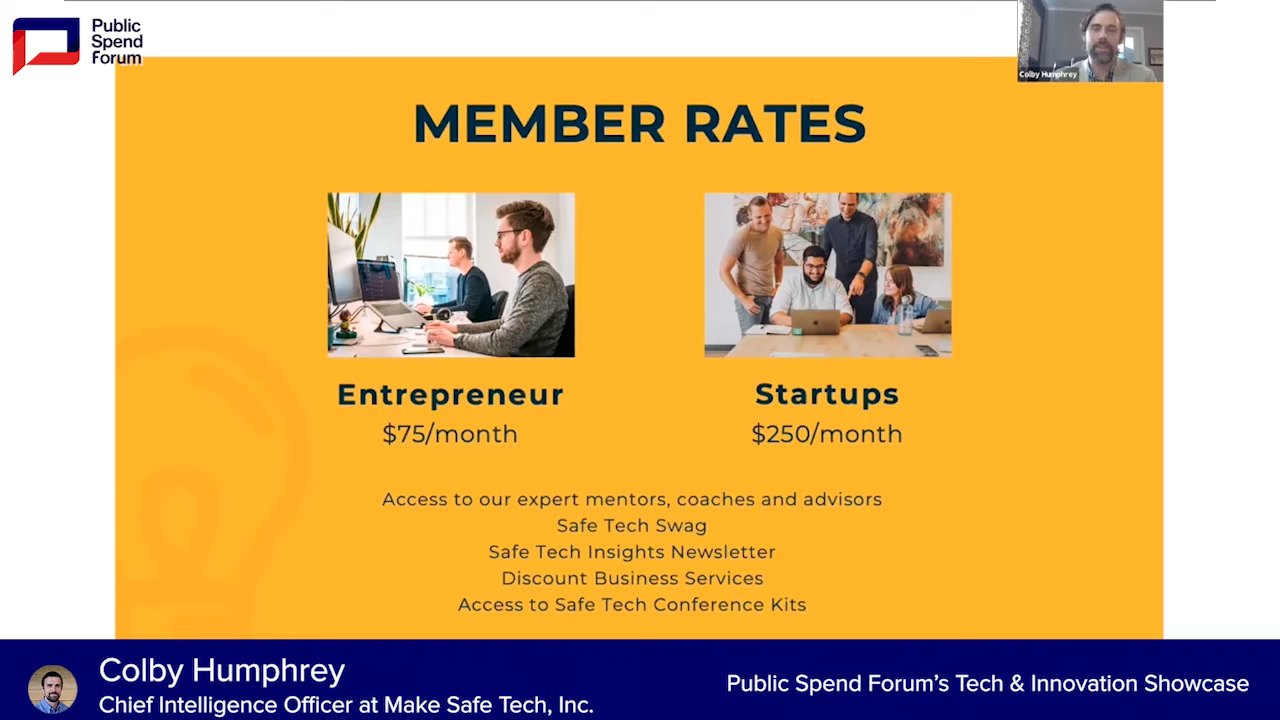 Public
Spend
Forum
Colby Humphrey
MEMBER RATES
Entrepreneur
$75/month
Startups
$250/month
Access to our expert mentors, coaches and advisors
Safe Tech Swag
Safe Tech Insights Newsletter
Discount Business Services
Access to Safe Tech Conference Kits
Colby Humphrey
Chief Intelligence Officer at Make Safe Tech, Inc.
Public Spend Forum’s Tech & Innovation Showcase